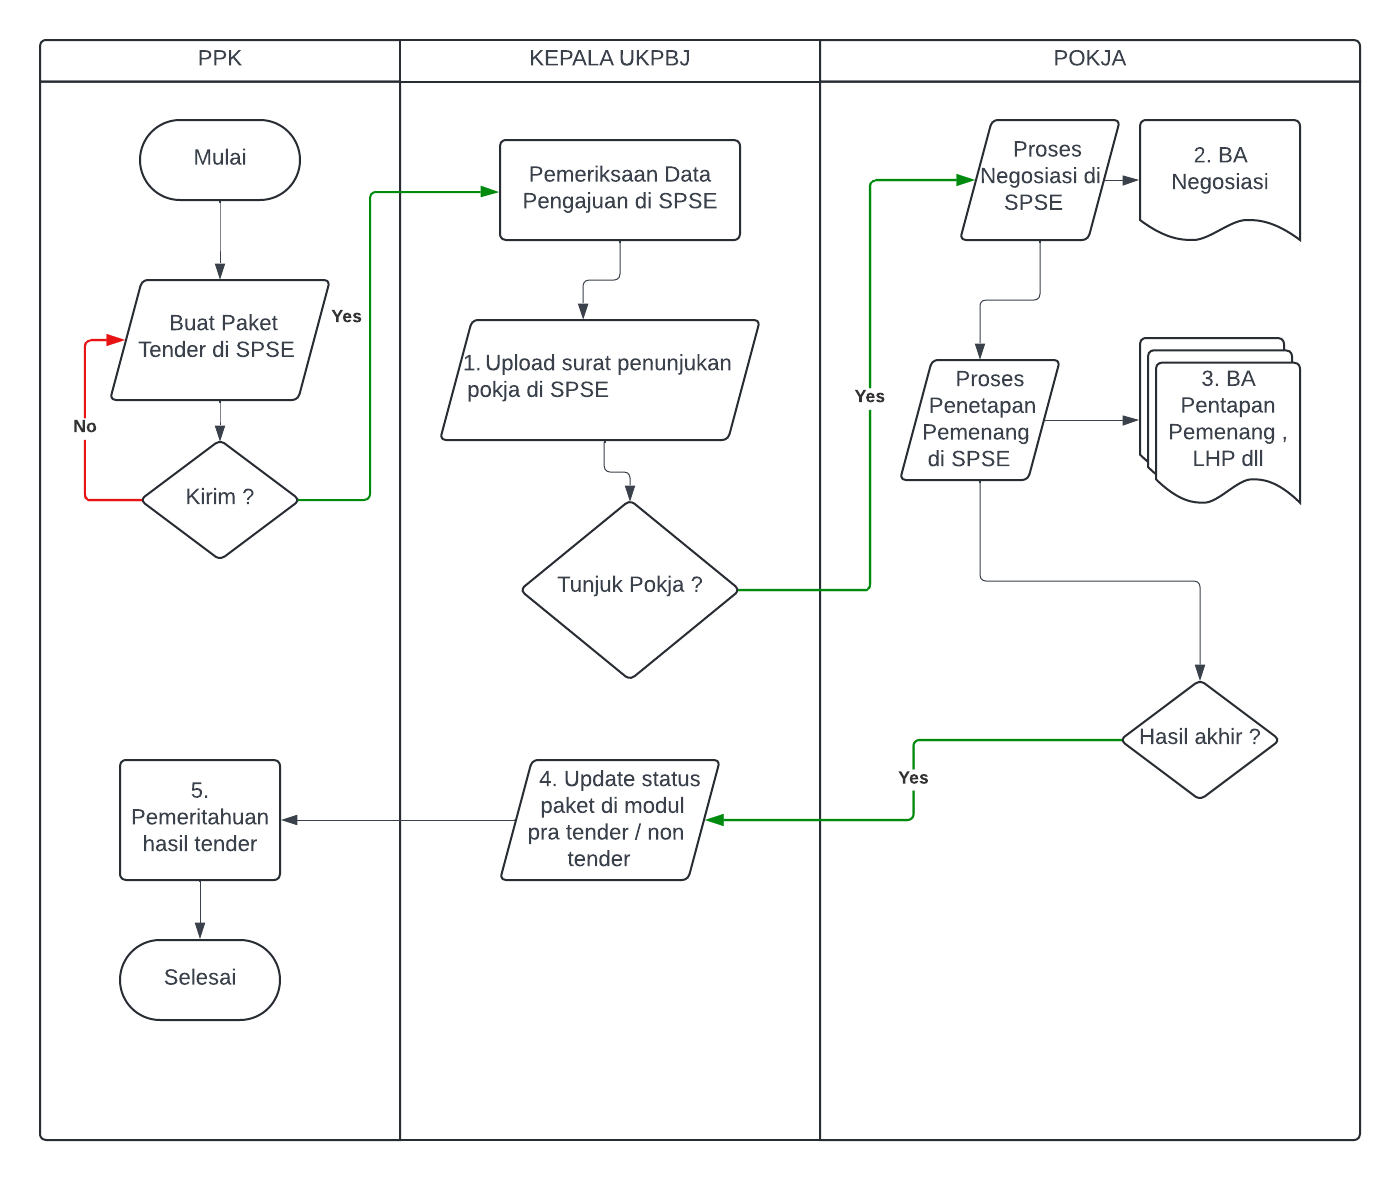 PPK
KEPALA UKPBJ
POKJA
Mulai
Buat Paket
Tender di SPSE
Yes
No
Kirim ?
Pemeriksaan Data
Pengajuan di SPSE
1. Upload surat penunjukan
pokja di SPSE
Tunjuk Pokja ?
Yes
Proses
Negosiasi di
SPSE
2. BA
Negosiasi
Proses
Penetapan
Pemenang
di SPSE
3. BA
Pentapan
Pemenang ,
LHP dll
Hasil akhir ?
Yes
4. Update status
paket di modul
pra tender / non
tender
5.
Pemeritahuan
hasil tender
Selesai